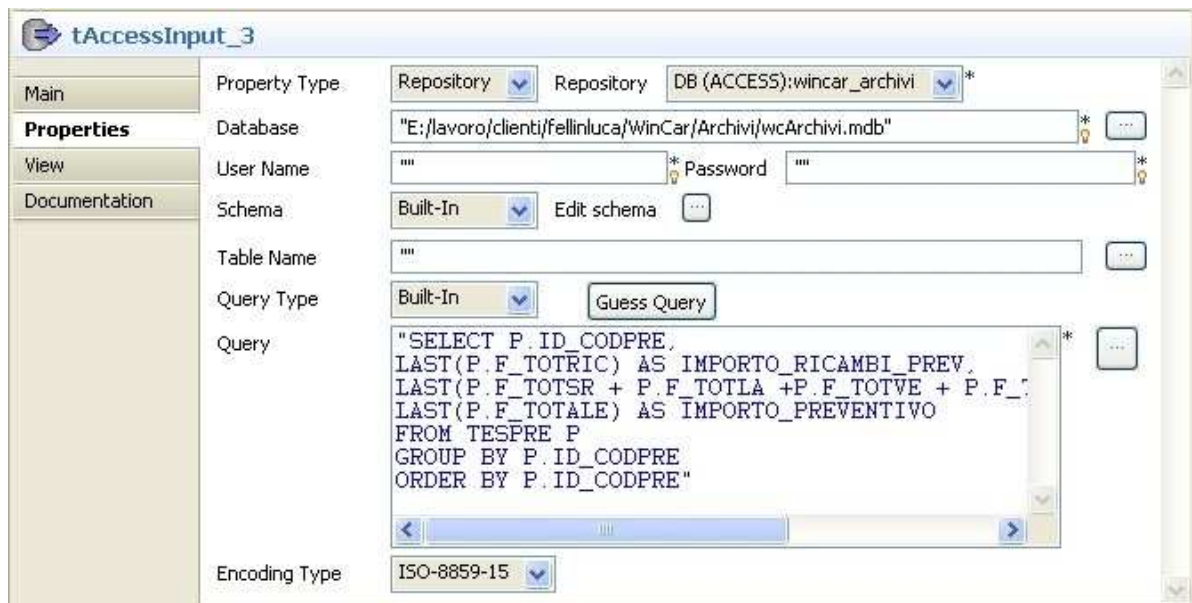 tAccessInput_3
Main
Properties
View
Documentation
Property Type Repository Repository DB (ACCESS):wincar_archivi *
Database "E:/lavoro/clienti/fellinluca/WinCar/Archivi/wcArchivi.mdb" * ...
User Name "" * Password "" *
Schema Built-In Edit schema ...
Table Name "" ...
Query Type Built-In Guess Query
Query "SELECT P.ID_CODPRE, * ...
LAST(P.F_TOTRIC) AS IMPORTO_RICAMBI_PREV,
LAST(P.F_TOTSR + P.F_TOTLA +P.F_TOTVE + P.F_
LAST(P.F_TOTALE) AS IMPORTO_PREVENTIVO
FROM TESPRE P
GROUP BY P.ID_CODPRE
ORDER BY P.ID_CODPRE"
Encoding Type ISO-8859-15